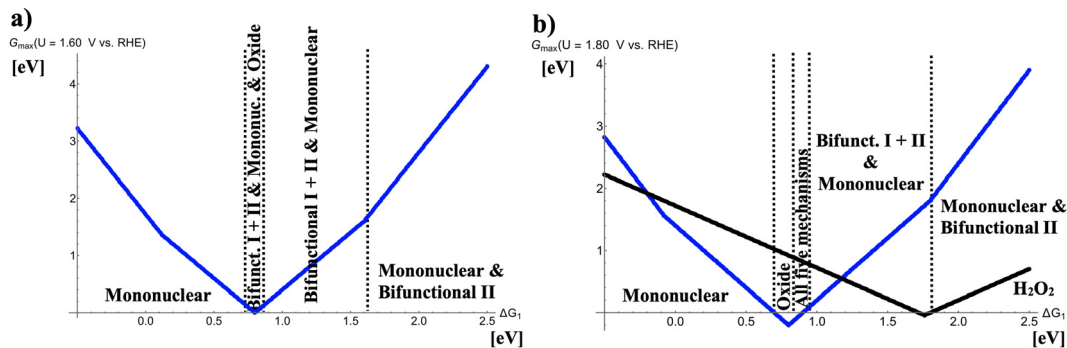 a)
G_max(U = 1.60 V vs. RHE)
[eV]
4
3
2
1
Mononuclear
Bifunct. I + II & Mononuc. & Oxide
Bifunctional I + II & Mononuclear
Mononuclear &
Bifunctional II
0.0 0.5 1.0 1.5 2.0 2.5
ΔG₁
[eV]
b)
G_max(U = 1.80 V vs. RHE)
[eV]
4
3
2
1
Mononuclear
Oxide
All five mechanisms
Bifunct. I + II
&
Mononuclear
Mononuclear &
Bifunctional II
H₂O₂
0.0 0.5 1.0 1.5 2.0 2.5
ΔG₁
[eV]